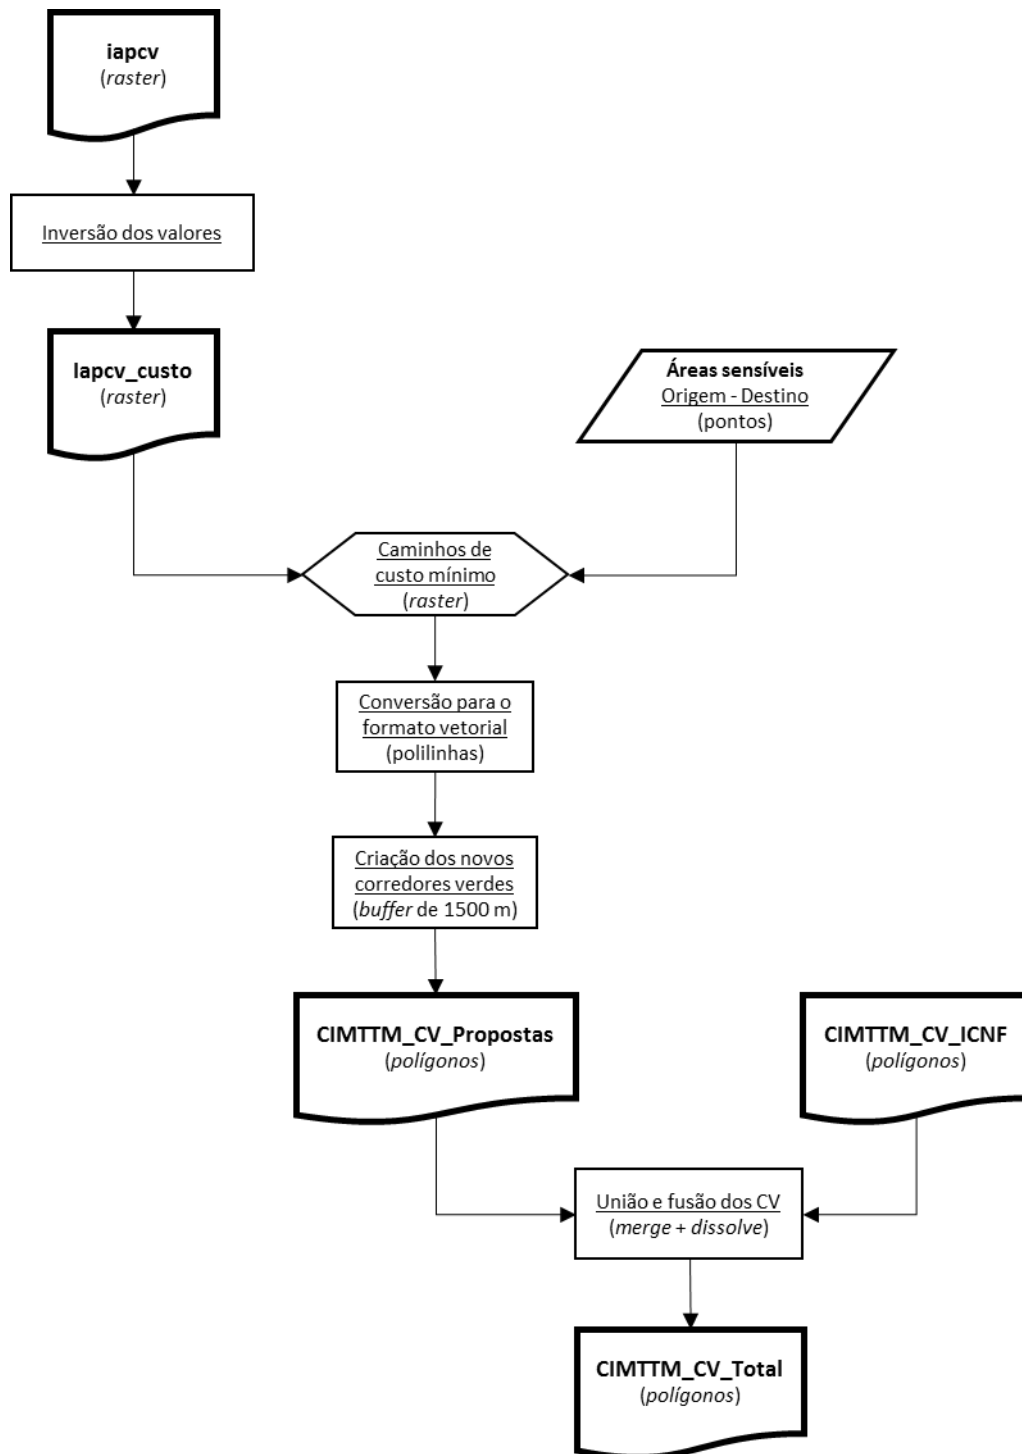 iapcv
(raster)
Inversão dos valores
Iapcv_custo
(raster)
Áreas sensíveis
Origem - Destino
(pontos)
Caminhos de
custo mínimo
(raster)
Conversão para o
formato vetorial
(polilinhas)
Criação dos novos
corredores verdes
(buffer de 1500 m)
CIMTTM_CV_Propostas
(polígonos)
CIMTTM_CV_ICNF
(polígonos)
União e fusão dos CV
(merge + dissolve)
CIMTTM_CV_Total
(polígonos)